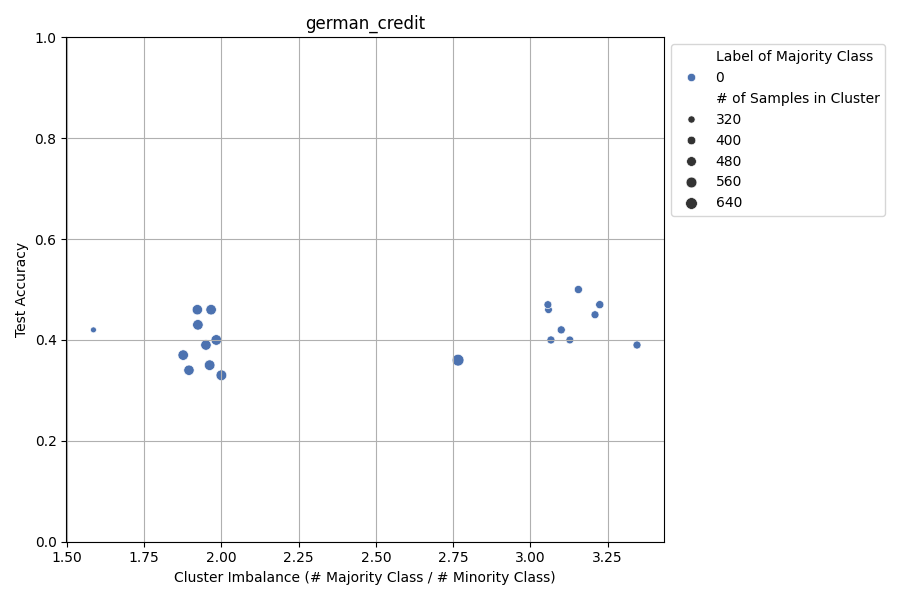 german_credit
Test Accuracy
1.0
0.8
0.6
0.4
0.2
0.0
1.50 1.75 2.00 2.25 2.50 2.75 3.00 3.25
Cluster Imbalance (# Majority Class / # Minority Class)
Label of Majority Class
0
# of Samples in Cluster
320
400
480
560
640